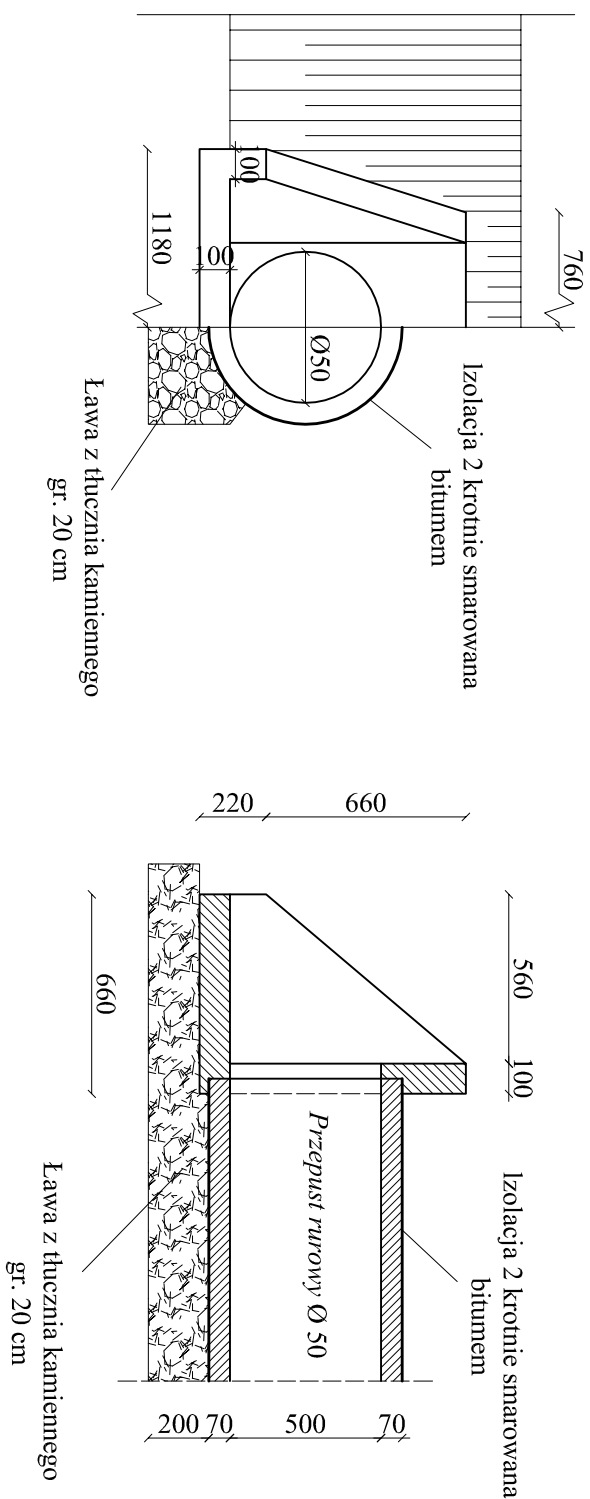 760
1180
100
100
Ø50
Izolacja 2 krotnie smarowana
bitumem
Ława z tłucznia kamiennego
gr. 20 cm
220
660
560
100
660
Przepust rurowy Ø 50
Izolacja 2 krotnie smarowana
bitumem
Ława z tłucznia kamiennego
gr. 20 cm
200
70
500
70